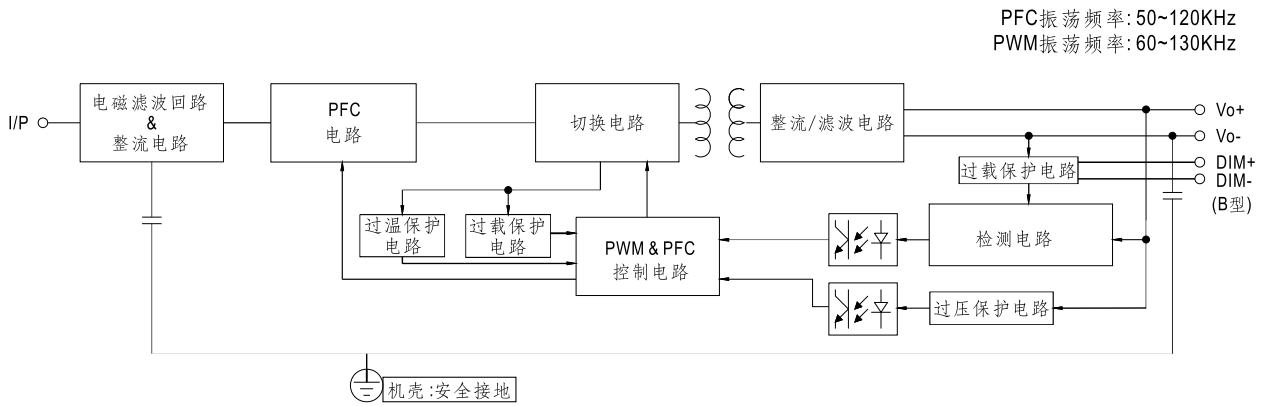 PFC振荡频率:50~120KHz
PWM振荡频率:60~130KHz
I/P
电磁滤波回路
&
整流电路
PFC
电路
切换电路
整流/滤波电路
Vo+
Vo-
DIM+
DIM-
(B型)
过载保护电路
过温保护
电路
过载保护
电路
PWM & PFC
控制电路
检测电路
过压保护电路
机壳:安全接地